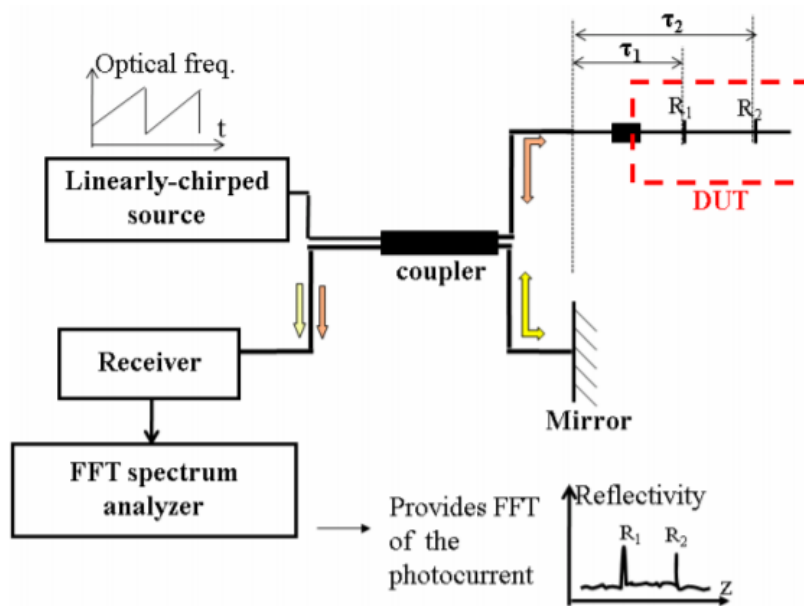 τ₂
τ₁
Optical freq.
t
R₁
R₂
DUT
Linearly-chirped
source
coupler
Receiver
Mirror
FFT spectrum
analyzer
Provides FFT
of the
photocurrent
Reflectivity
R₁
R₂
z